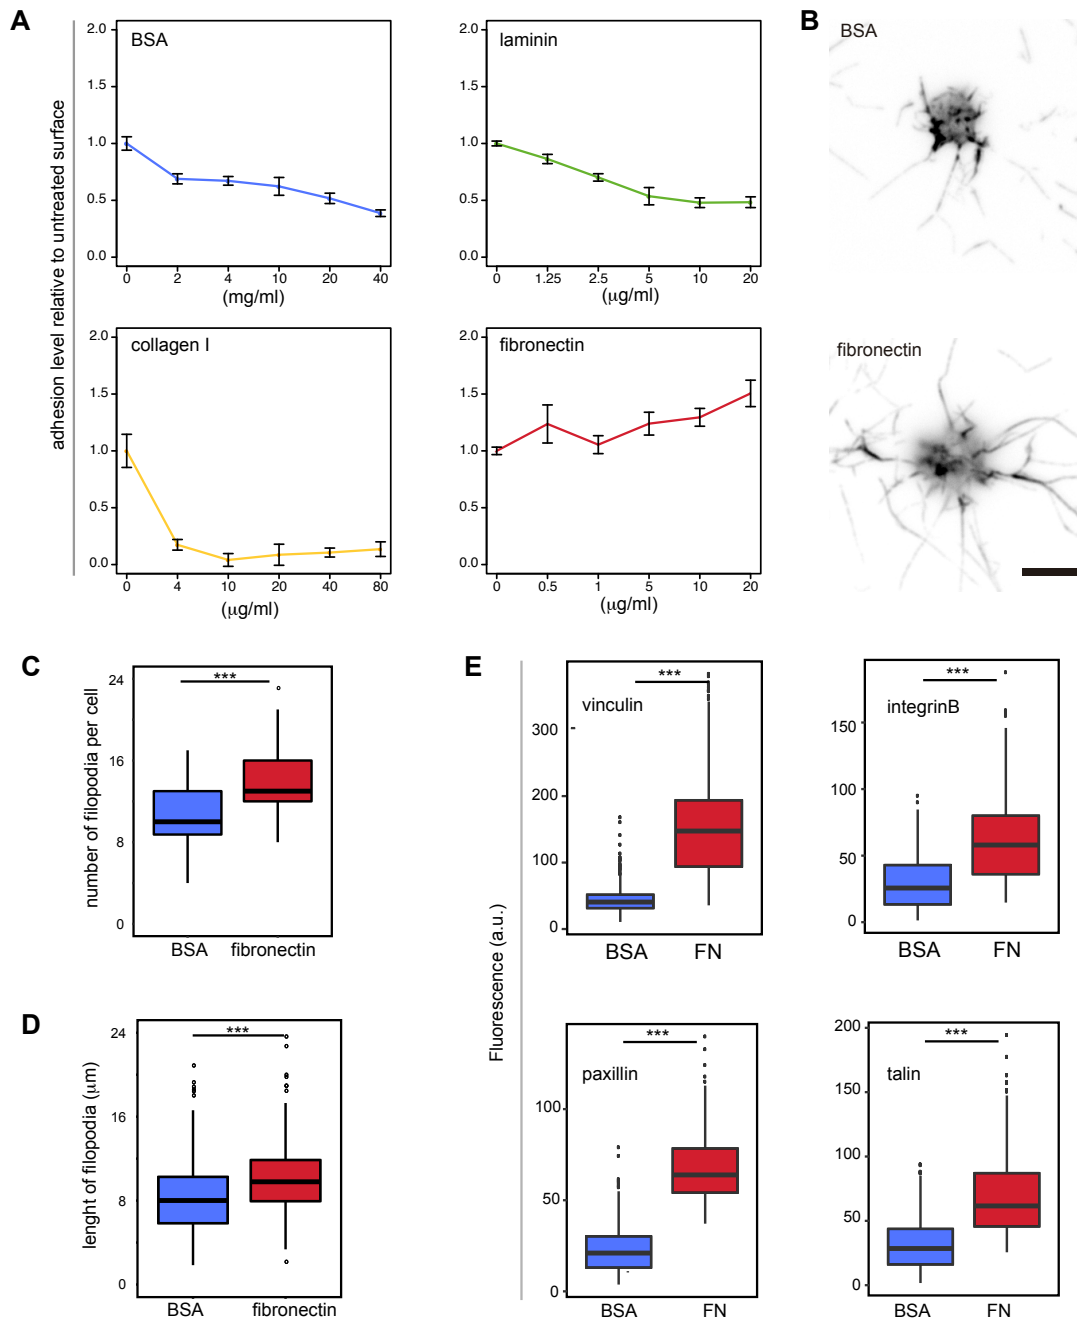 A
adhesion level relative to untreated surface
BSA
2.0
1.5
1.0
0.5
0.0
0 2 4 10 20 40
(mg/ml)
laminin
2.0
1.5
1.0
0.5
0.0
0 1.25 2.5 5 10 20
(μg/ml)
collagen I
2.0
1.5
1.0
0.5
0.0
0 4 10 20 40 80
(μg/ml)
fibronectin
2.0
1.5
1.0
0.5
0.0
0 0.5 1 5 10 20
(μg/ml)
B
BSA
fibronectin
C
number of filopodia per cell
24
16
8
0
***
BSA fibronectin
D
lenght of filopodia (μm)
24
16
8
0
***
BSA fibronectin
E
Fluorescence (a.u.)
vinculin
***
300
200
100
0
BSA FN
integrinB
***
150
100
50
0
BSA FN
paxillin
***
100
50
0
BSA FN
talin
***
200
150
100
50
0
BSA FN